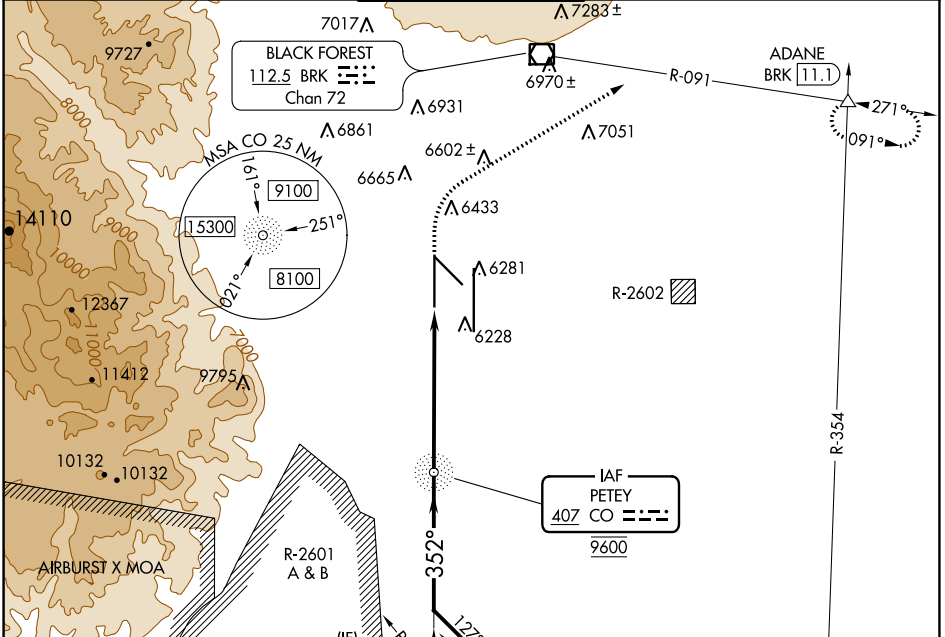 7283±
7017
9727
BLACK FOREST
112.5 BRK
Chan 72
6970±
R-091
ADANE
BRK 11.1
271°
091°
8000
6931
6861
7051
6602±
6665
MSA CO 25 NM
161°
9100
15300
251°
021°
8100
6433
14110
9000
10000
6281
R-2602
12367
11000
6228
7000
11412
9795
R-354
10132
10132
IAF
PETEY
407 CO
9600
352°
R-2601
A & B
AIRBURST X MOA
127°
(IF)